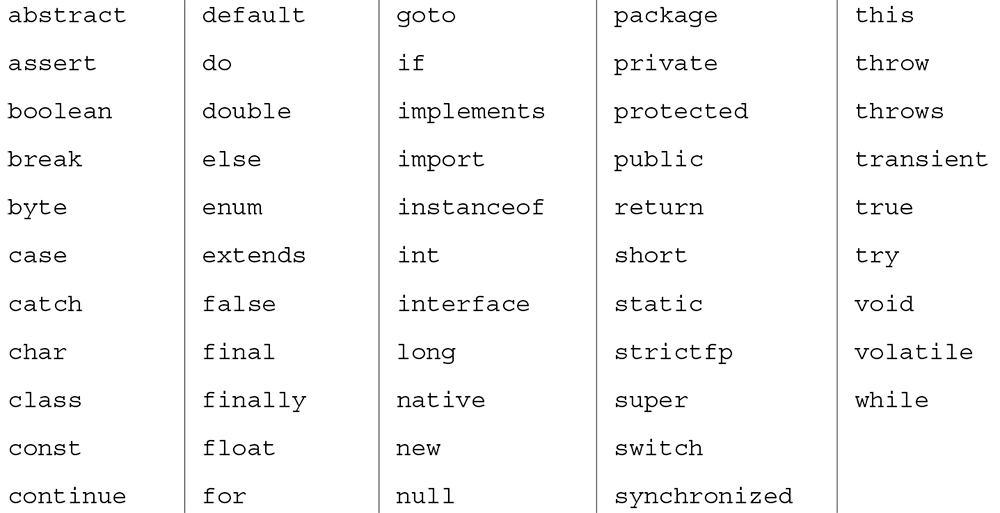 abstract default goto package this
assert do if private throw
boolean double implements protected throws
break else import public transient
byte enum instanceof return true
case extends int short try
catch false interface static void
char final long strictfp volatile
class finally native super while
const float new switch
continue for null synchronized